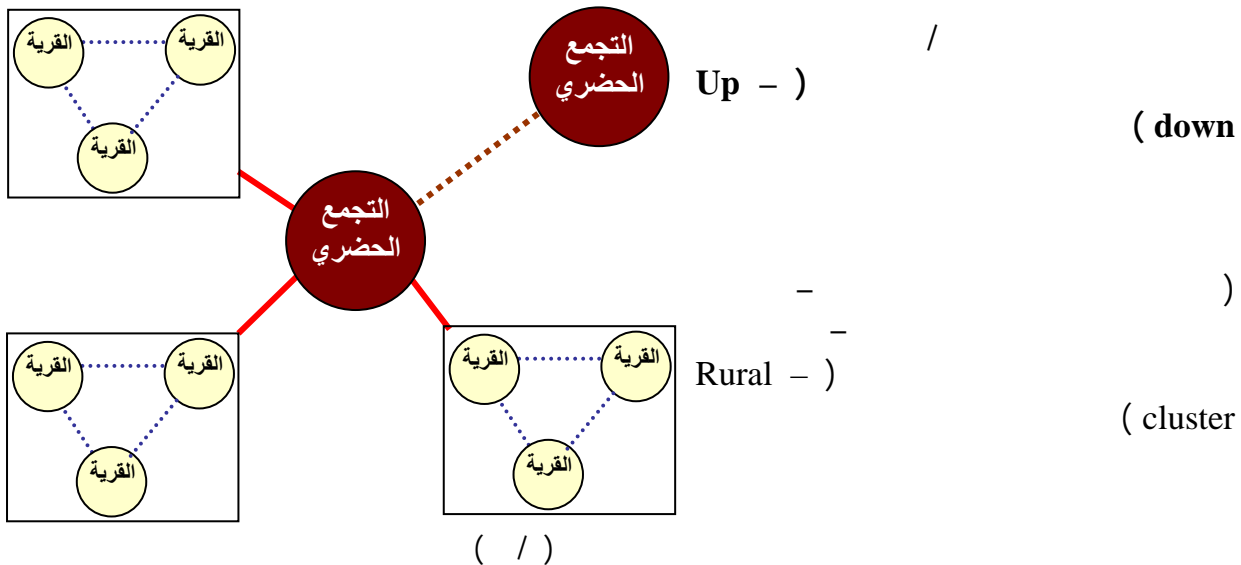 القرية
القرية
القرية
التجمع
الحضري
التجمع
الحضري
القرية
القرية
القرية
القرية
القرية
القرية
/
( – Up
down )
–
)
–
( – Rural
cluster )
( / )